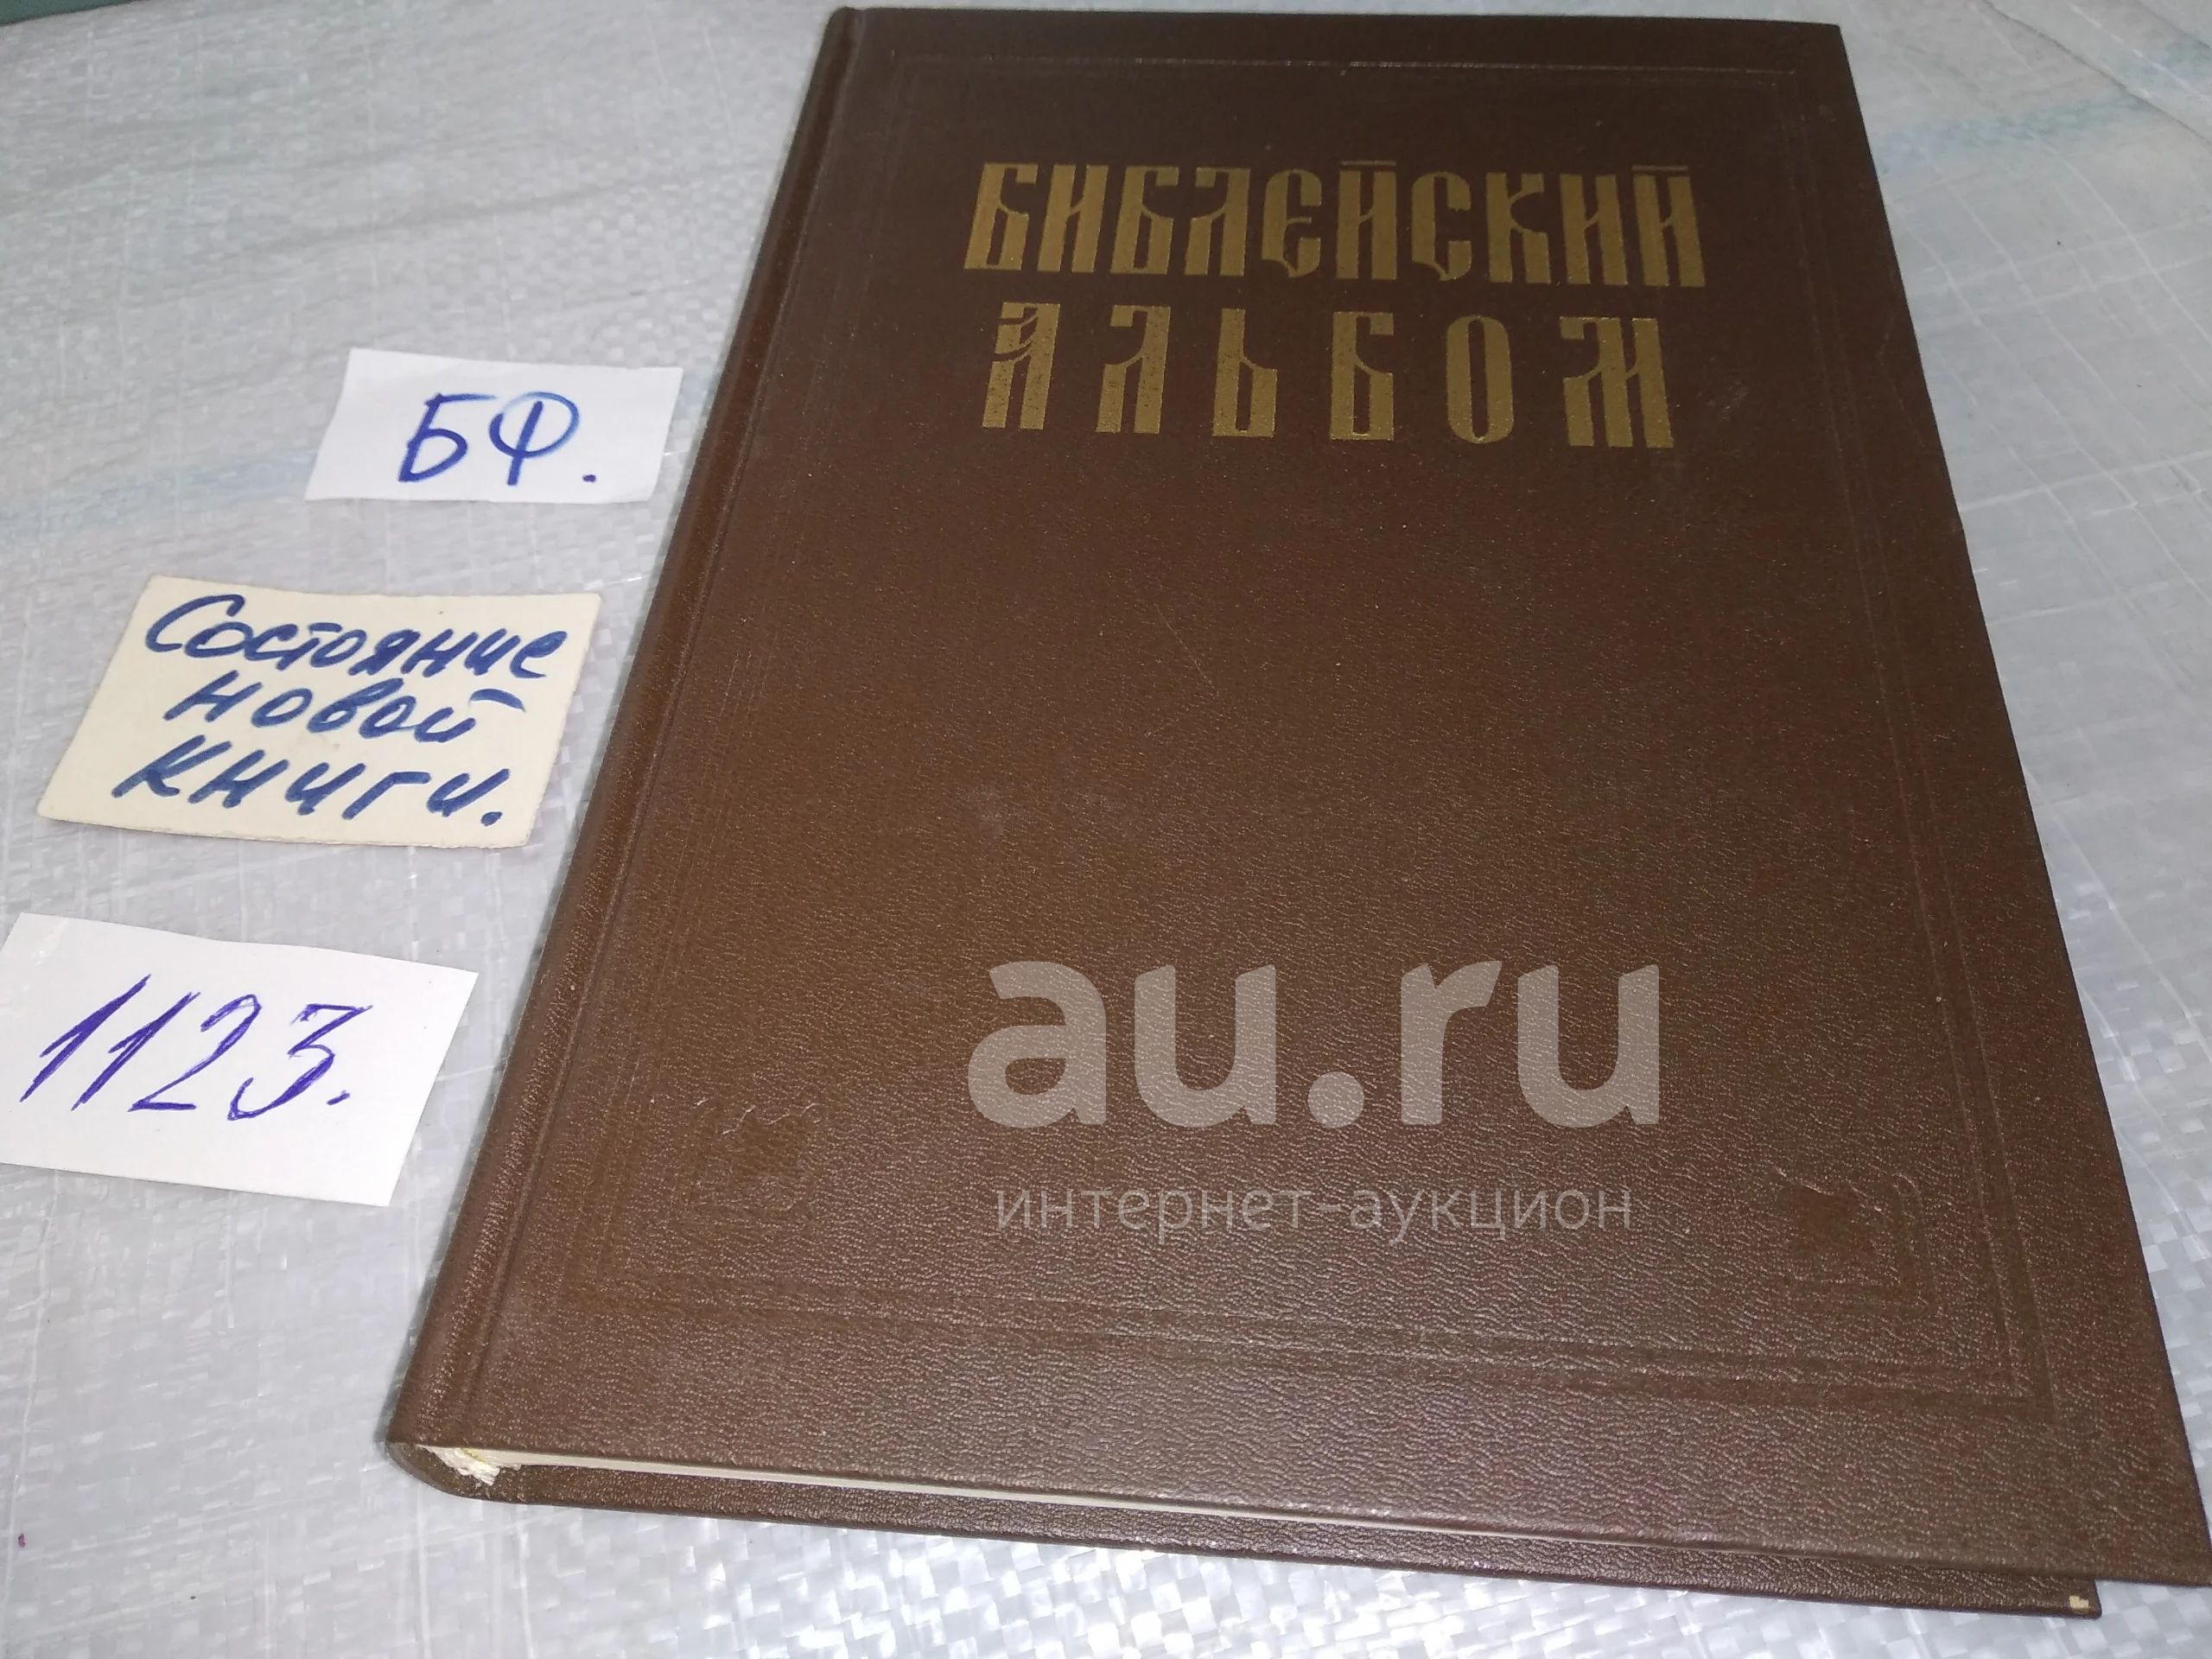 БИБЛЕЙСКИЙ
АЛЬБОМ
БФ.
Состояние
новой
книги.
1123.
au.ru
интернет-аукцион